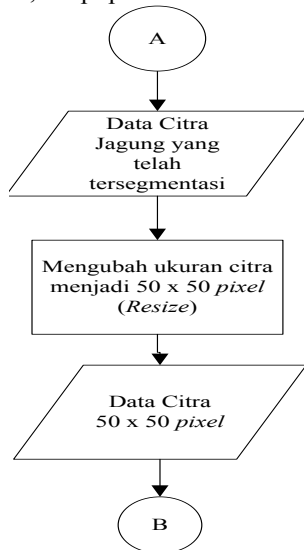 A
Data Citra
Jagung yang
telah
tersegmentasi
Mengubah ukuran citra
menjadi 50 x 50 pixel
(Resize)
Data Citra
50 x 50 pixel
B